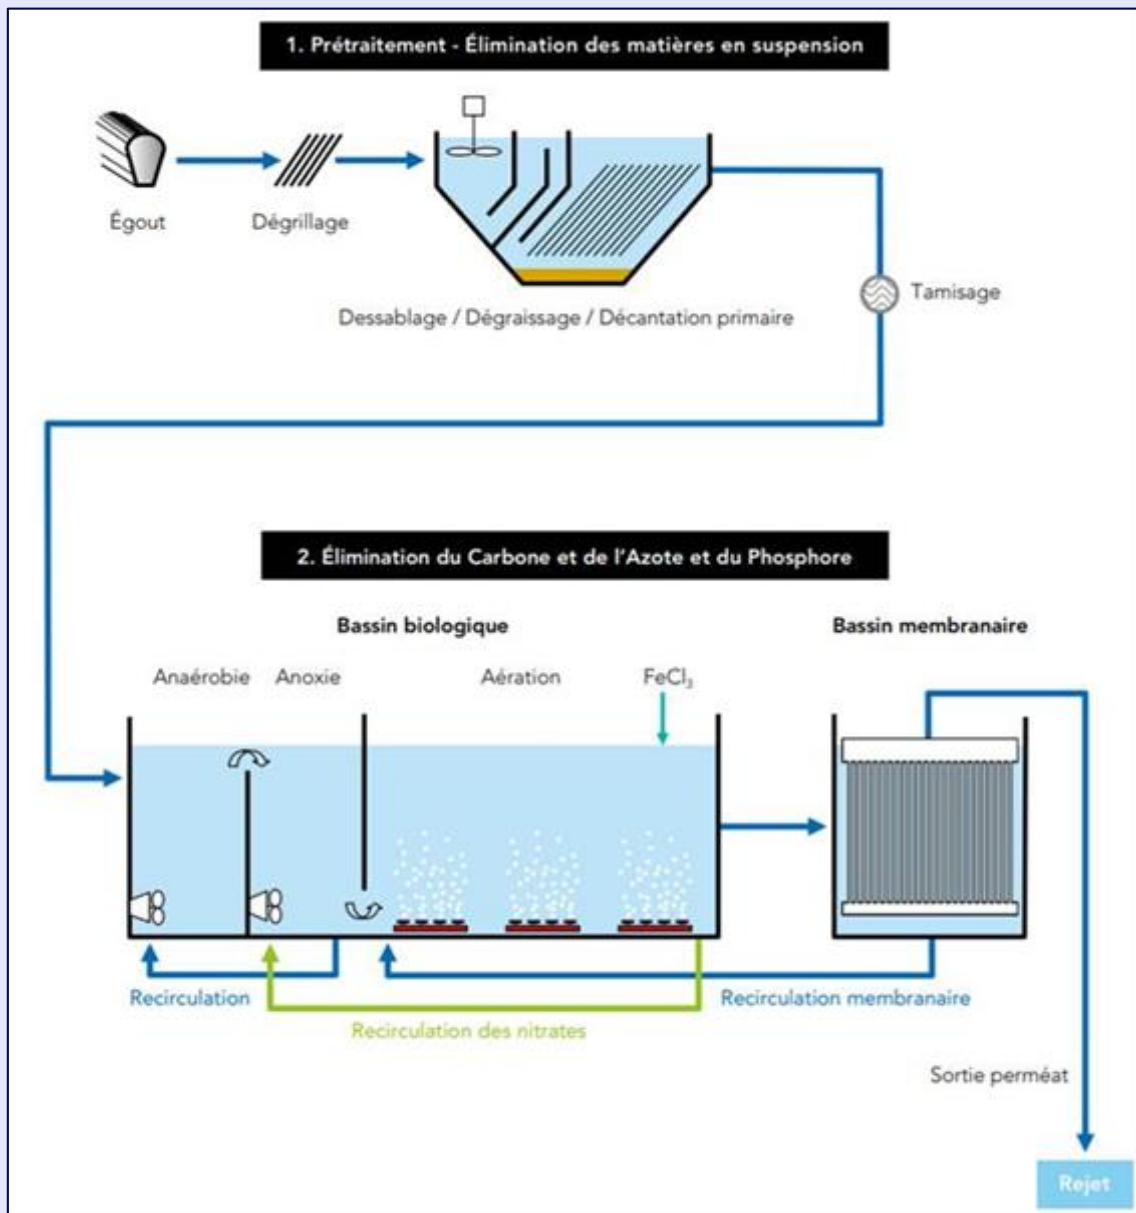 1. Prétraitement - Élimination des matières en suspension
Égout
Dégrillage
Dessablage / Dégraissage / Décantation primaire
Tamisage
2. Élimination du Carbone et de l'Azote et du Phosphore
Bassin biologique
Bassin membranaire
Anaérobie
Anoxie
Aération
FeCl₃
Recirculation
Recirculation membranaire
Recirculation des nitrates
Sortie perméat
Rejet